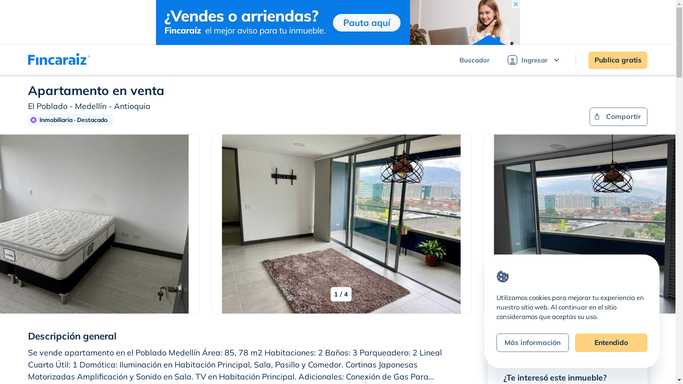 ¿Vendes o arriendas?
Fincaraíz el mejor aviso para tu inmueble.
Pauta aquí
Fincaraíz
Buscador
Ingresar
Publica gratis
Apartamento en venta
El Poblado - Medellín - Antioquia
Inmobiliaria · Destacado
Compartir
1 / 4
Utilizamos cookies para mejorar tu experiencia en
nuestro sitio web. Al continuar en el sitio
consideramos que aceptas su uso.
Más información
Entendido
Descripción general
Se vende apartamento en el Poblado Medellín Área: 85, 78 m2 Habitaciones: 2 Baños: 3 Parqueadero: 2 Lineal
Cuarto Útil: 1 Domótica: Iluminación en Habitación Principal, Sala, Pasillo y Comedor. Cortinas Japonesas
Motorizadas Amplificación y Sonido en Sala. TV en Habitación Principal. Adicionales: Conexión de Gas Para...
¿Te interesó este inmueble?